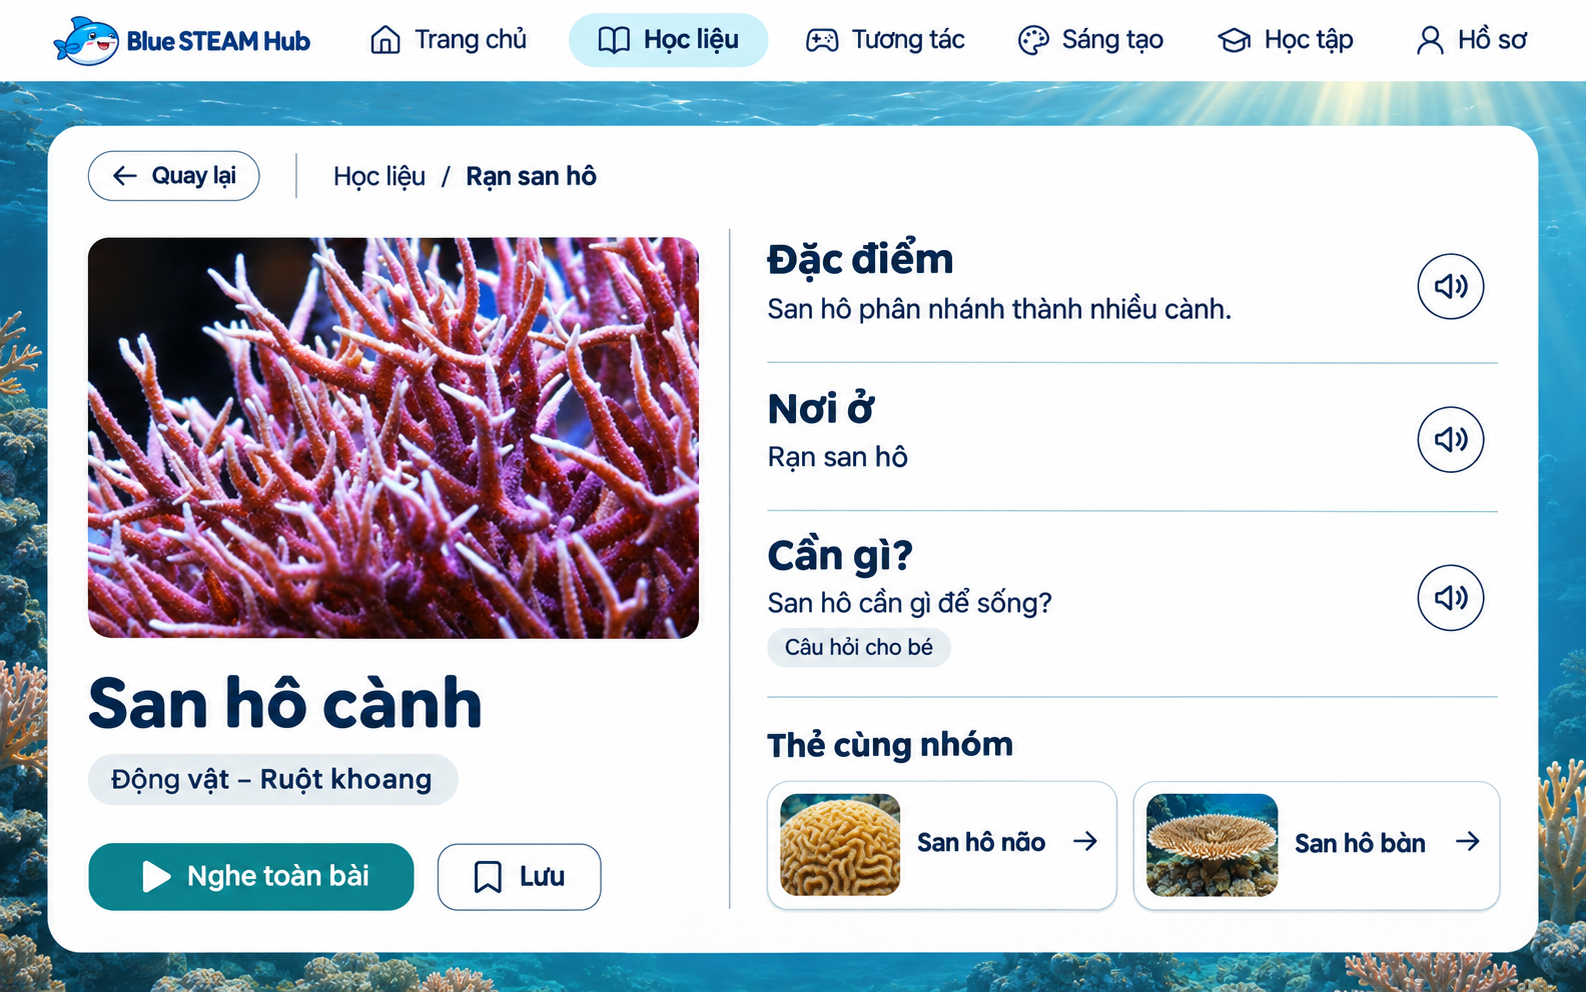 Blue STEAM Hub
Trang chủ
Học liệu
Tương tác
Sáng tạo
Học tập
Hồ sơ
Quay lại
Học liệu / Rạn san hô
San hô cành
Động vật – Ruột khoang
Nghe toàn bài
Lưu
Đặc điểm
San hô phân nhánh thành nhiều cành.
Nơi ở
Rạn san hô
Cần gì?
San hô cần gì để sống?
Câu hỏi cho bé
Thẻ cùng nhóm
San hô não
San hô bàn